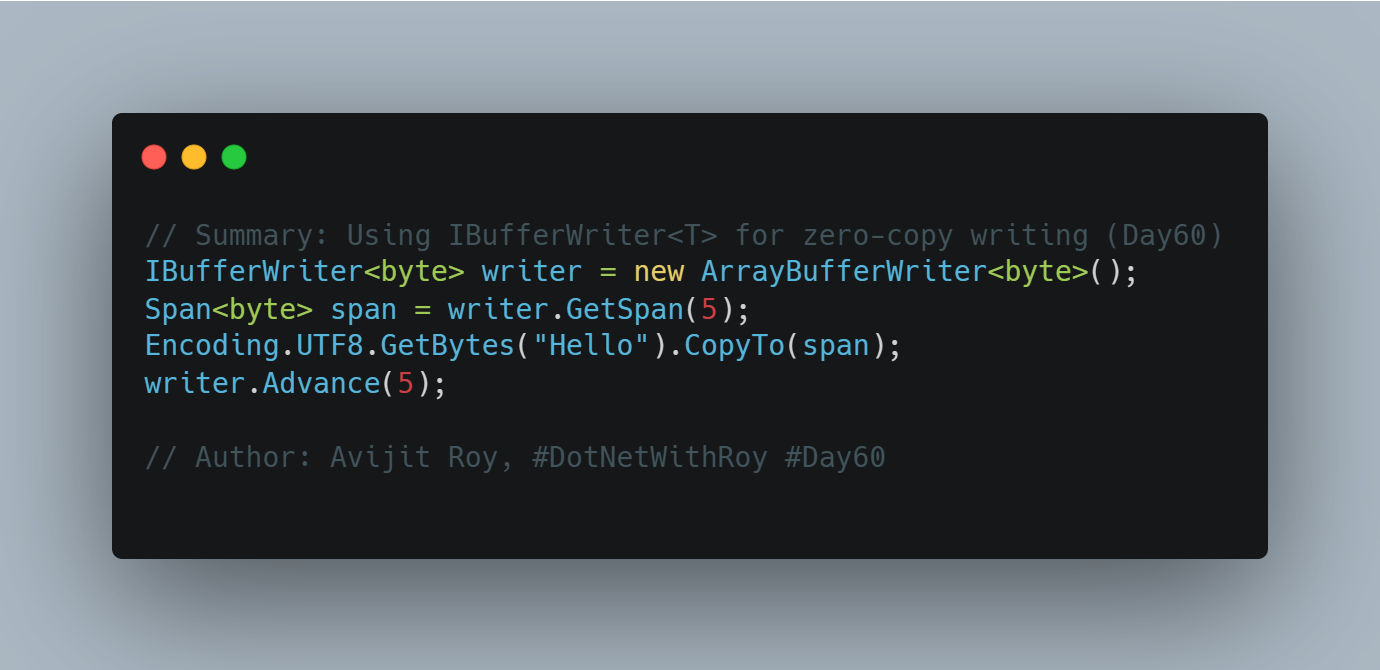 // Summary: Using IBufferWriter<T> for zero-copy writing (Day60)
IBufferWriter<byte> writer = new ArrayBufferWriter<byte>();
Span<byte> span = writer.GetSpan(5);
Encoding.UTF8.GetBytes("Hello").CopyTo(span);
writer.Advance(5);
// Author: Avijit Roy, #DotNetWithRoy #Day60